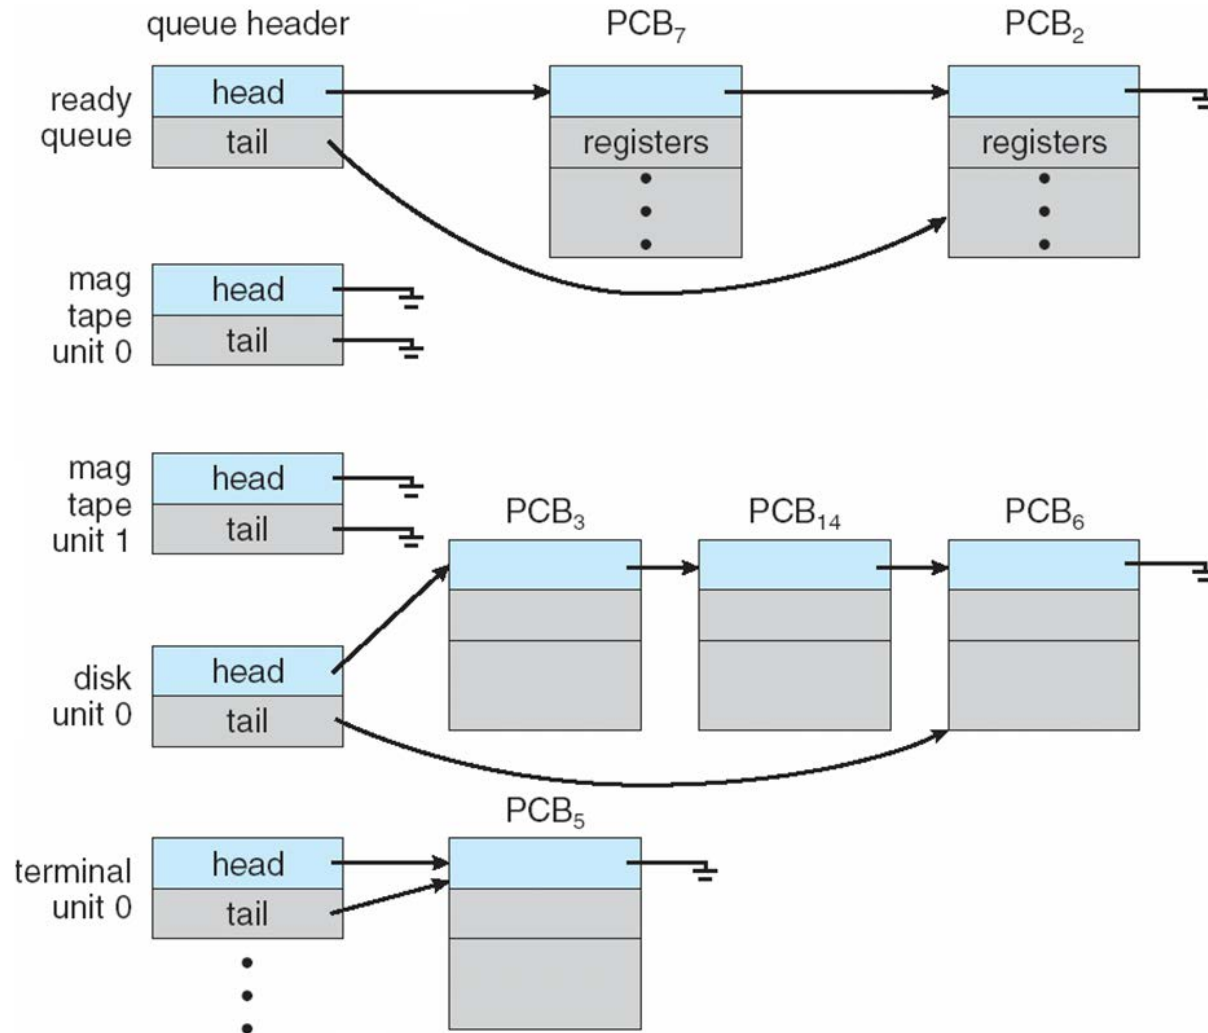 queue header
PCB₇
PCB₂
ready
queue
head
tail
registers
registers
mag
tape
unit 0
head
tail
mag
tape
unit 1
head
tail
PCB₃
PCB₁₄
PCB₆
disk
unit 0
head
tail
PCB₅
terminal
unit 0
head
tail